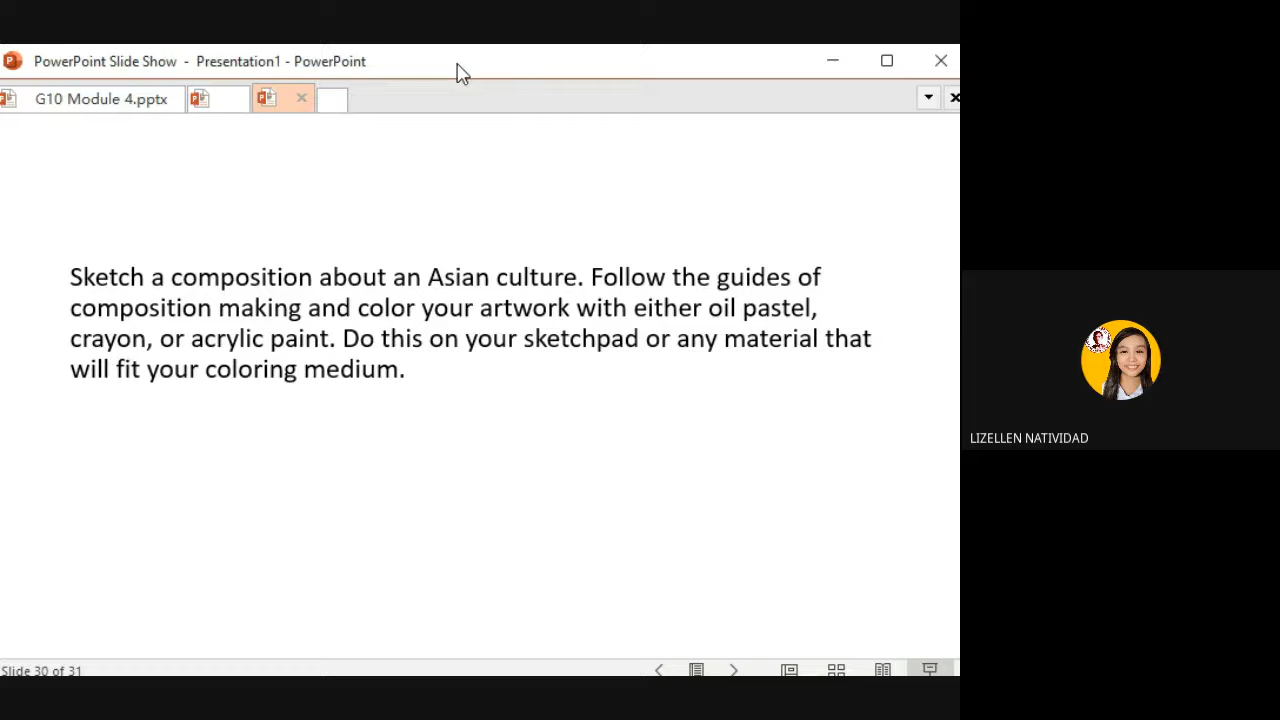 PowerPoint Slide Show - Presentation1 - PowerPoint
G10 Module 4.pptx
Sketch a composition about an Asian culture. Follow the guides of
composition making and color your artwork with either oil pastel,
crayon, or acrylic paint. Do this on your sketchpad or any material that
will fit your coloring medium.
LIZELLEN NATIVIDAD
Slide 30 of 31